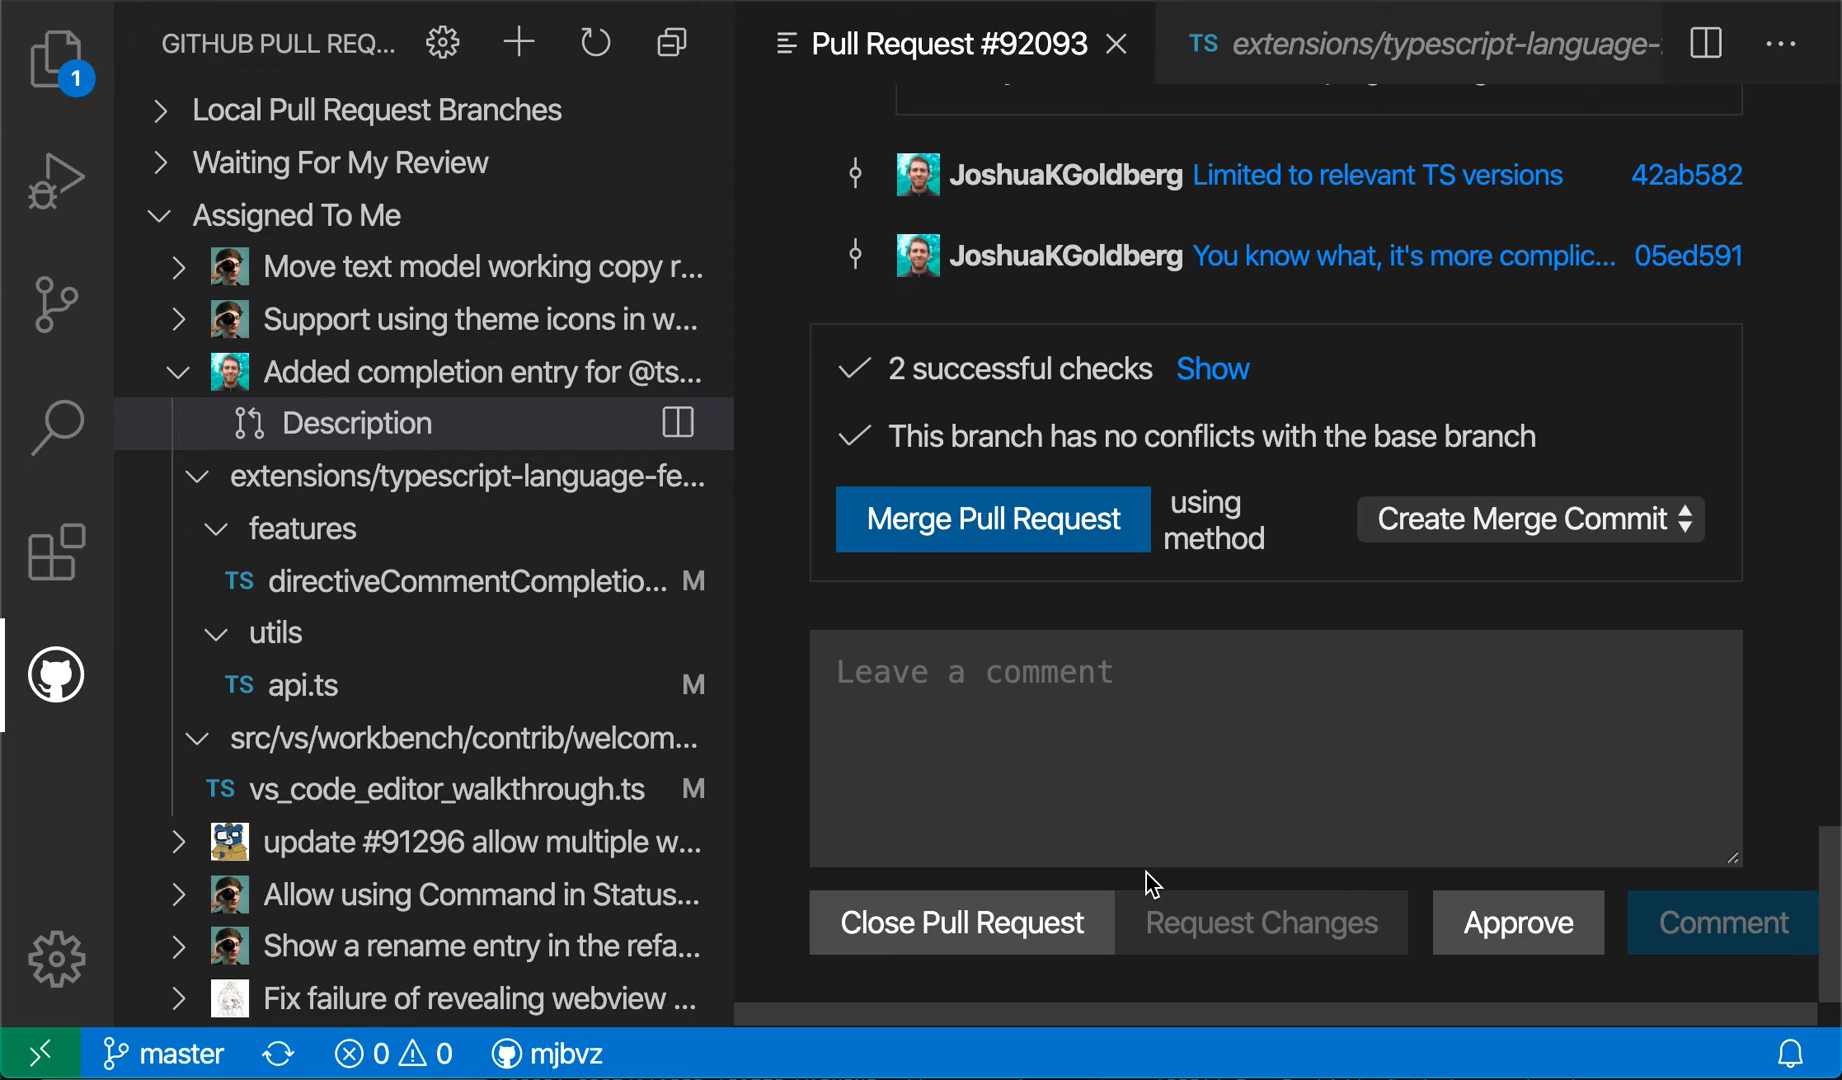 GITHUB PULL REQ...
1
Local Pull Request Branches
Waiting For My Review
Assigned To Me
Move text model working copy r...
Support using theme icons in w...
Added completion entry for @ts...
Description
extensions/typescript-language-fe...
features
TS directiveCommentCompletio... M
utils
TS api.ts M
src/vs/workbench/contrib/welcom...
TS vs_code_editor_walkthrough.ts M
update #91296 allow multiple w...
Allow using Command in Status...
Show a rename entry in the refa...
Fix failure of revealing webview ...
Pull Request #92093
TS extensions/typescript-language-
JoshuaKGoldberg Limited to relevant TS versions 42ab582
JoshuaKGoldberg You know what, it's more complic... 05ed591
2 successful checks Show
This branch has no conflicts with the base branch
Merge Pull Request
using
method
Create Merge Commit
Leave a comment
Close Pull Request
Request Changes
Approve
Comment
master 0 0 mjbvz